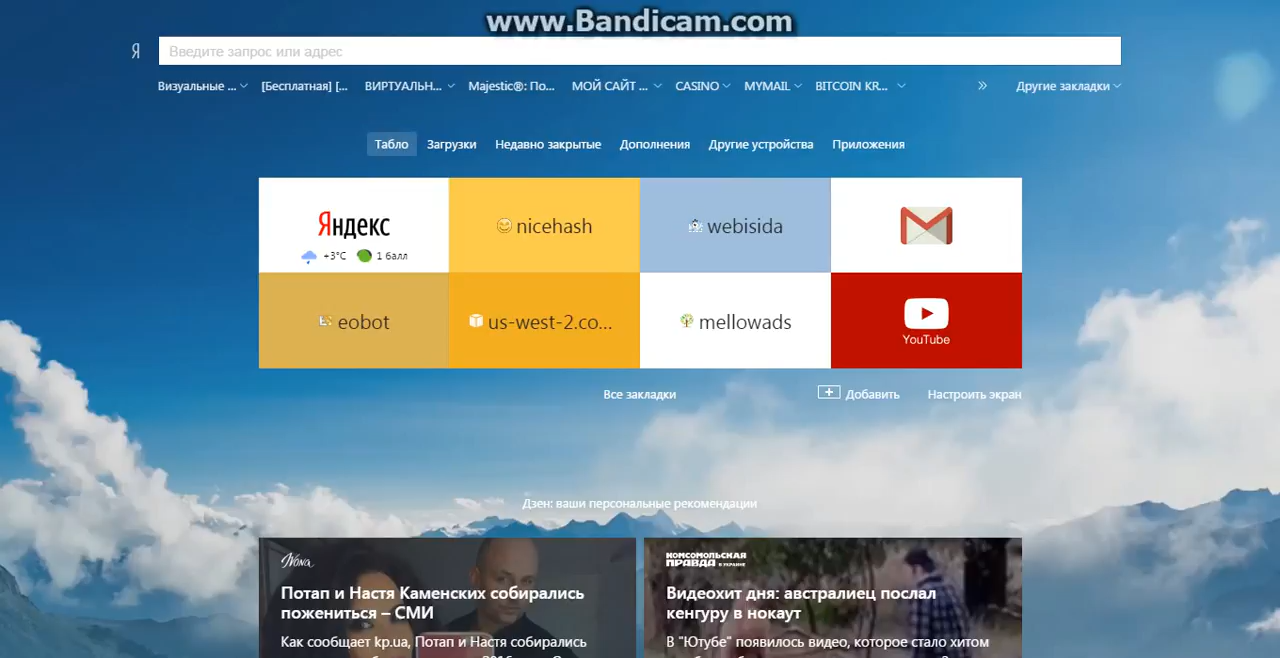 www.Bandicam.com
Я Введите запрос или адрес
Визуальные ... [Бесплатная] [... ВИРТУАЛЬН... Majestic®: По... МОЙ САЙТ ... CASINO MYMAIL BITCOIN KR... » Другие закладки
Табло Загрузки Недавно закрытые Дополнения Другие устройства Приложения
Яндекс
+3°C 1 балл
nicehash
webisida
eobot
us-west-2.co...
mellowads
YouTube
Все закладки Добавить Настроить экран
Дзен: ваши персональные рекомендации
Ivona
Потап и Настя Каменских собирались
пожениться – СМИ
Как сообщает kp.ua, Потап и Настя собирались
КОМСОМОЛЬСКАЯ
ПРАВДА В УКРАИНЕ
Видеохит дня: австралиец послал
кенгуру в нокаут
В "Ютубе" появилось видео, которое стало хитом